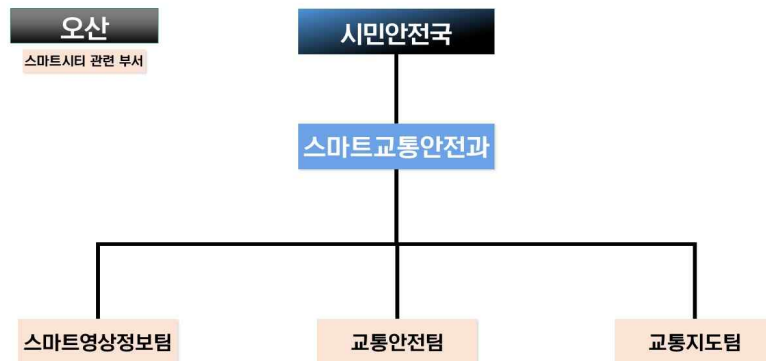 오산
스마트시티 관련 부서
시민안전국
스마트교통안전과
스마트영상정보팀
교통안전팀
교통지도팀